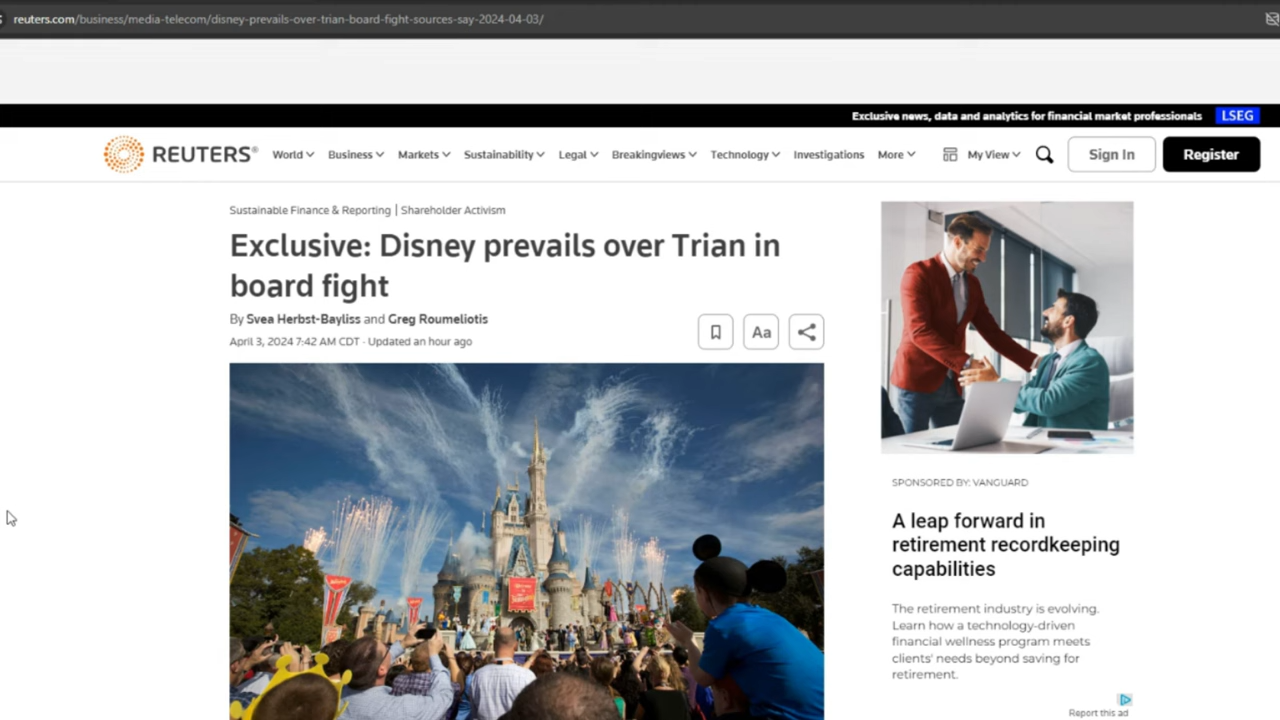 reuters.com/business/media-telecom/disney-prevails-over-trian-board-fight-sources-say-2024-04-03/
Exclusive news, data and analytics for financial market professionals LSEG
REUTERS® World Business Markets Sustainability Legal Breakingviews Technology Investigations More My View Sign In Register
Sustainable Finance & Reporting | Shareholder Activism
Exclusive: Disney prevails over Trian in
board fight
By Svea Herbst-Bayliss and Greg Roumeliotis
April 3, 2024 7:42 AM CDT · Updated an hour ago
Aa
SPONSORED BY: VANGUARD
A leap forward in
retirement recordkeeping
capabilities
The retirement industry is evolving.
Learn how a technology-driven
financial wellness program meets
clients' needs beyond saving for
retirement.
Report this ad